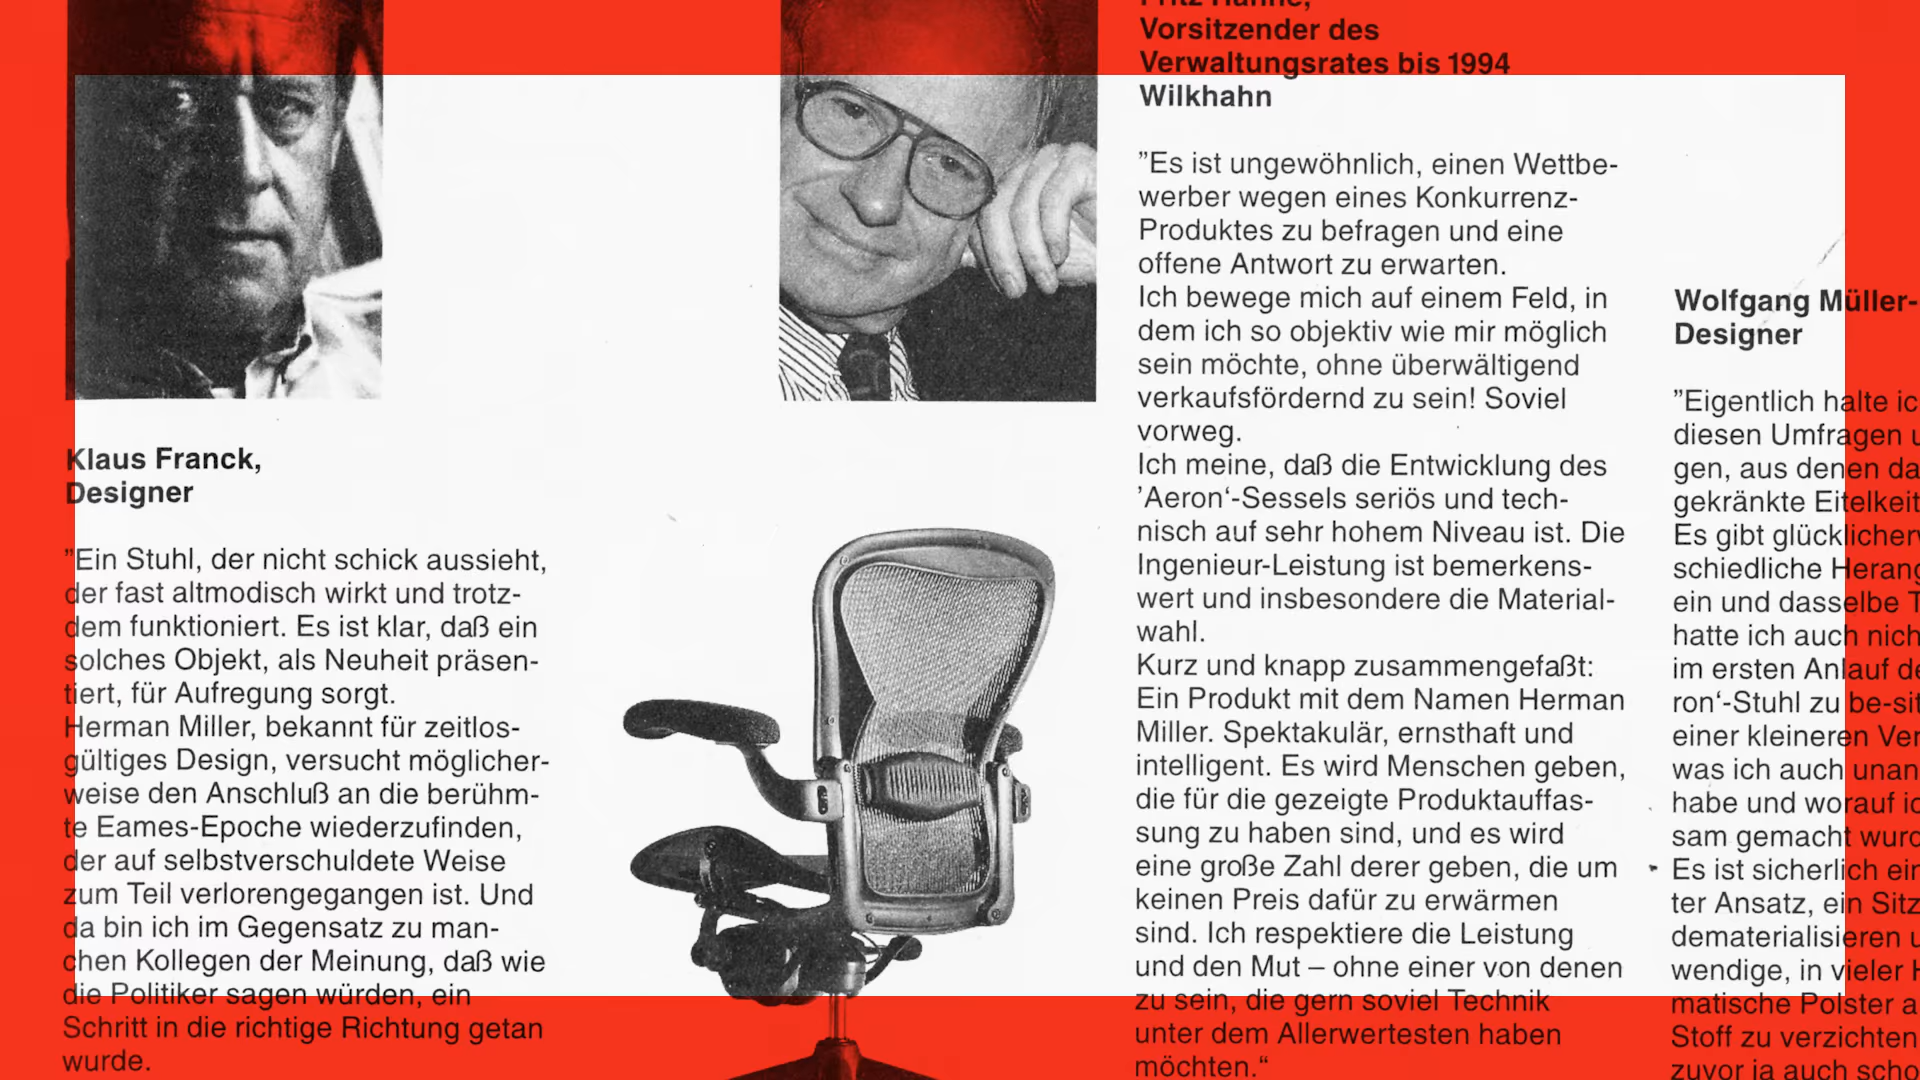 Klaus Franck,
Designer
"Ein Stuhl, der nicht schick aussieht,
der fast altmodisch wirkt und trotz-
dem funktioniert. Es ist klar, daß ein
solches Objekt, als Neuheit präsen-
tiert, für Aufregung sorgt.
Herman Miller, bekannt für zeitlos-
gültiges Design, versucht möglicher-
weise den Anschluß an die berühm-
te Eames-Epoche wiederzufinden,
der auf selbstverschuldete Weise
zum Teil verlorengegangen ist. Und
da bin ich im Gegensatz zu man-
chen Kollegen der Meinung, daß wie
die Politiker sagen würden, ein
Schritt in die richtige Richtung getan
wurde.
Vorsitzender des
Verwaltungsrates bis 1994
Wilkhahn
"Es ist ungewöhnlich, einen Wettbe-
werber wegen eines Konkurrenz-
Produktes zu befragen und eine
offene Antwort zu erwarten.
Ich bewege mich auf einem Feld, in
dem ich so objektiv wie mir möglich
sein möchte, ohne überwältigend
verkaufsfördernd zu sein! Soviel
vorweg.
Ich meine, daß die Entwicklung des
'Aeron'-Sessels seriös und tech-
nisch auf sehr hohem Niveau ist. Die
Ingenieur-Leistung ist bemerkens-
wert und insbesondere die Material-
wahl.
Kurz und knapp zusammengefaßt:
Ein Produkt mit dem Namen Herman
Miller. Spektakulär, ernsthaft und
intelligent. Es wird Menschen geben,
die für die gezeigte Produktauffas-
sung zu haben sind, und es wird
eine große Zahl derer geben, die um
keinen Preis dafür zu erwärmen
sind. Ich respektiere die Leistung
und den Mut – ohne einer von denen
zu sein, die gern soviel Technik
unter dem Allerwertesten haben
möchten."
Wolfgang Müller-
Designer
"Eigentlich halte ic
diesen Umfragen u
gen, aus denen da
gekränkte Eitelkeit
Es gibt glücklicherw
schiedliche Herang
ein und dasselbe T
hatte ich auch nich
im ersten Anlauf de
ron'-Stuhl zu be-sit
einer kleineren Ver
was ich auch unan
habe und worauf ic
sam gemacht wurd
Es ist sicherlich ein
ter Ansatz, ein Sitz
dematerialisieren u
wendige, in vieler H
matische Polster a
Stoff zu verzichten
zuvor ja auch scho